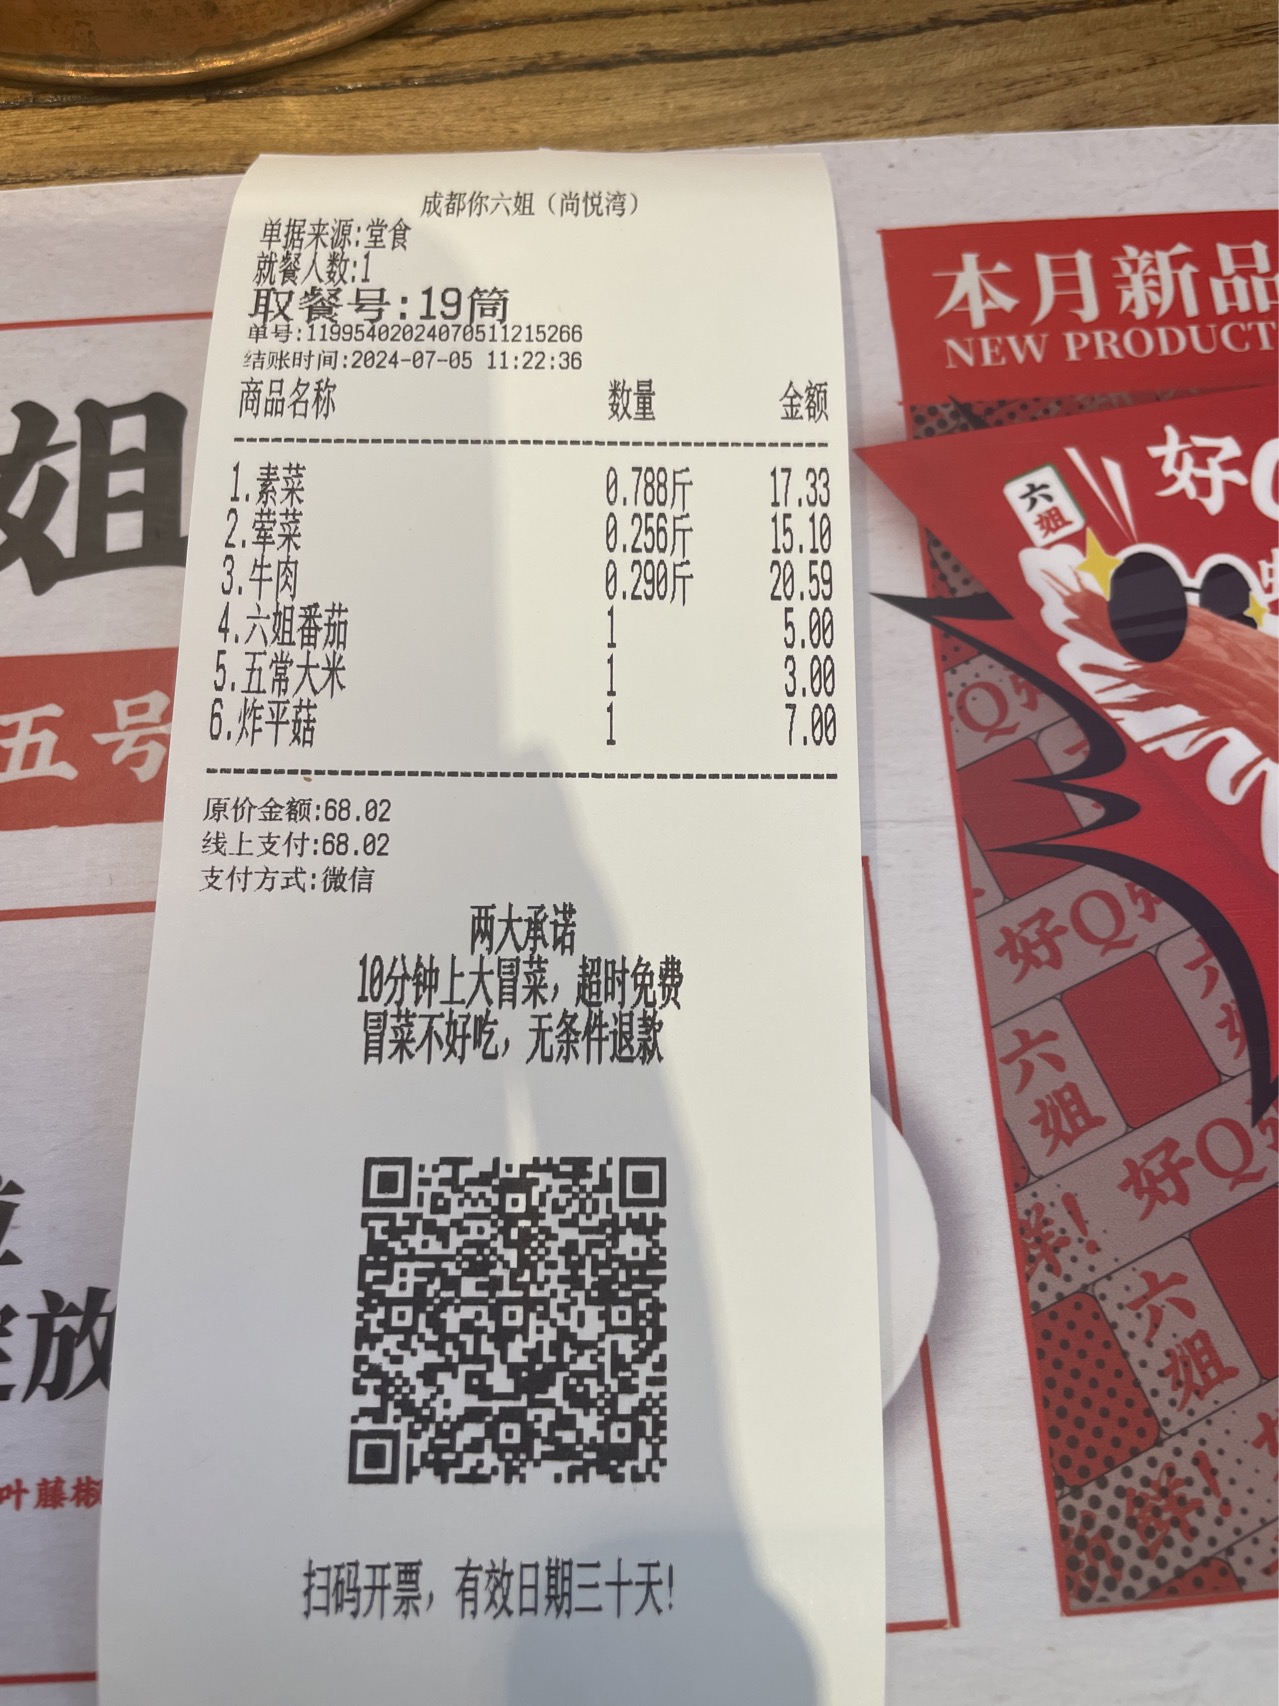 成都你六姐（尚悦湾）
单据来源:堂食
就餐人数:1
取餐号:19筒
单号:11995402024070511215266
结账时间:2024-07-05 11:22:36
商品名称 数量 金额
1.素菜 0.788斤 17.33
2.荤菜 0.256斤 15.10
3.牛肉 0.290斤 20.59
4.六姐番茄 1 5.00
5.五常大米 1 3.00
6.炸平菇 1 7.00
原价金额:68.02
线上支付:68.02
支付方式:微信
两大承诺
10分钟上大冒菜，超时免费
冒菜不好吃，无条件退款
扫码开票，有效日期三十天!
姐
五号
放
叶藤椒
本月新品
NEW PRODUCT
六姐
好Q
好Q
六姐
好Q
六姐